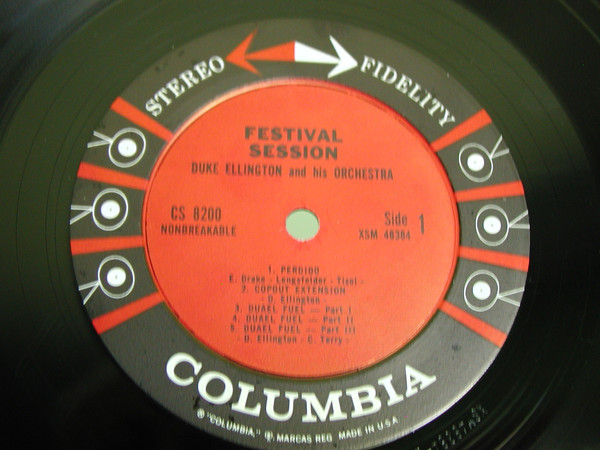 STEREO FIDELITY
FESTIVAL
SESSION
DUKE ELLINGTON and his ORCHESTRA
CS 8200
NONBREAKABLE
Side 1
XSM 46384
1. PERDIDO
E. Drake - Lengsfelder - Tizol -
2. COPOUT EXTENSION
- D. Ellington -
3. DUAEL FUEL — Part I
4. DUAEL FUEL — Part II
5. DUAEL FUEL — Part III
- D. Ellington - C. Terry -
COLUMBIA
® "COLUMBIA," ®. MARCAS REG. MADE IN U.S.A